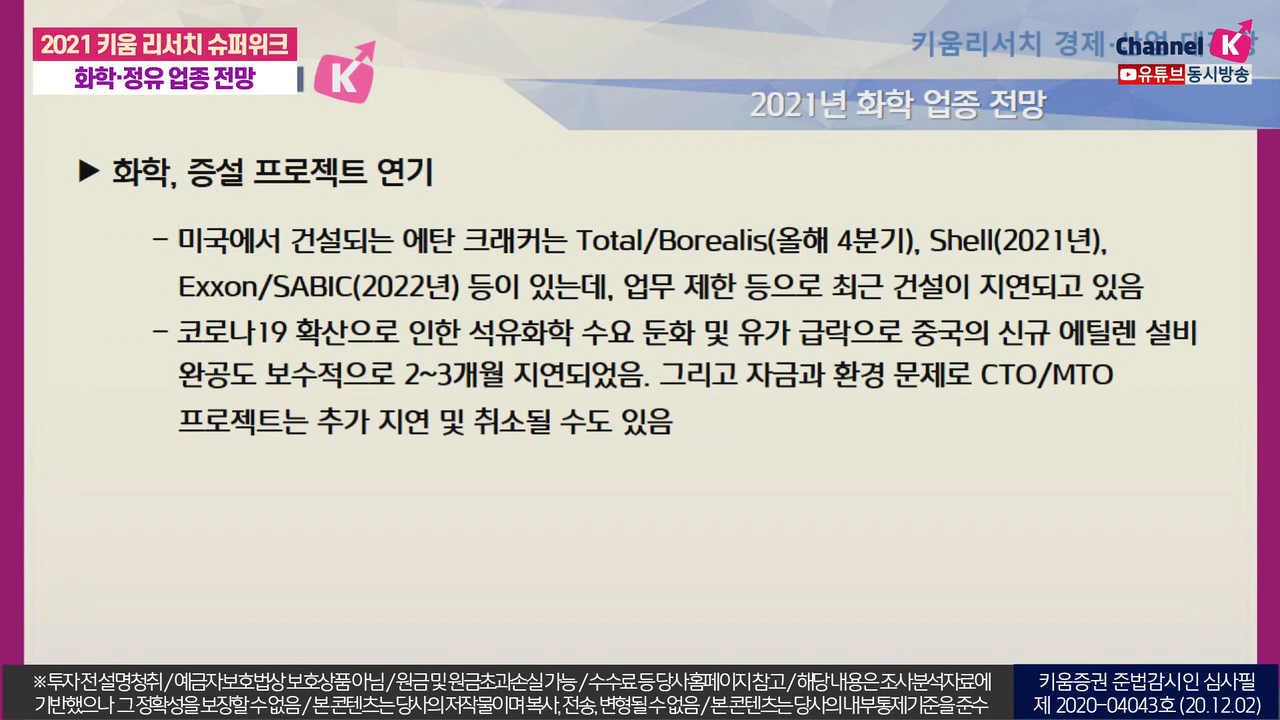 2021 키움 리서치 슈퍼위크
화학·정유 업종 전망
K
키움리서치 경제·산업 대전망
Channel K
유튜브동시방송
2021년 화학 업종 전망
▶ 화학, 증설 프로젝트 연기
– 미국에서 건설되는 에탄 크래커는 Total/Borealis(올해 4분기), Shell(2021년),
Exxon/SABIC(2022년) 등이 있는데, 업무 제한 등으로 최근 건설이 지연되고 있음
– 코로나19 확산으로 인한 석유화학 수요 둔화 및 유가 급락으로 중국의 신규 에틸렌 설비
완공도 보수적으로 2~3개월 지연되었음. 그리고 자금과 환경 문제로 CTO/MTO
프로젝트는 추가 지연 및 취소될 수도 있음
※ 투자 전 설명청취 / 예금자보호법상 보호상품 아님 / 원금 및 원금초과손실 가능 / 수수료 등 당사홈페이지 참고 / 해당 내용은 조사분석자료에
기반했으나 그 정확성을 보장할 수 없음 / 본 콘텐츠는 당사의 저작물이며 복사, 전송, 변형될 수 없음 / 본 콘텐츠는 당사의 내부통제기준을 준수
키움증권 준법감시인 심사필
제 2020-04043호 (20.12.02)